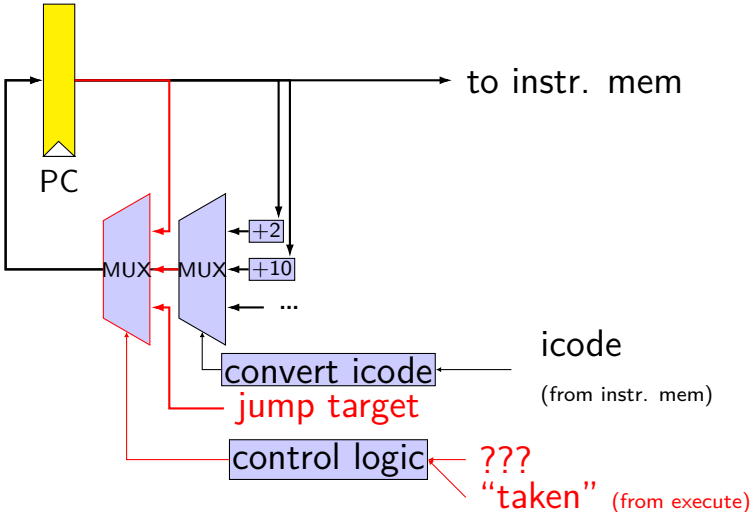 to instr. mem
PC
+2
MUX
MUX
+10
...
icode
convert icode
(from instr. mem)
jump target
control logic
???
“taken” (from execute)